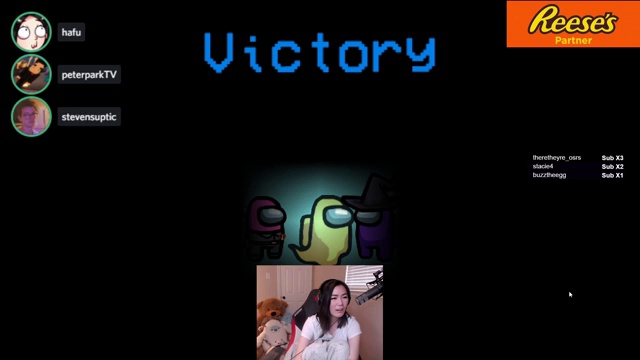 hafu
peterparkTV
stevensuptic
Victory
REESE'S
Partner
theretheyre_osrs Sub X3
stacie4 Sub X2
buzztheegg Sub X1